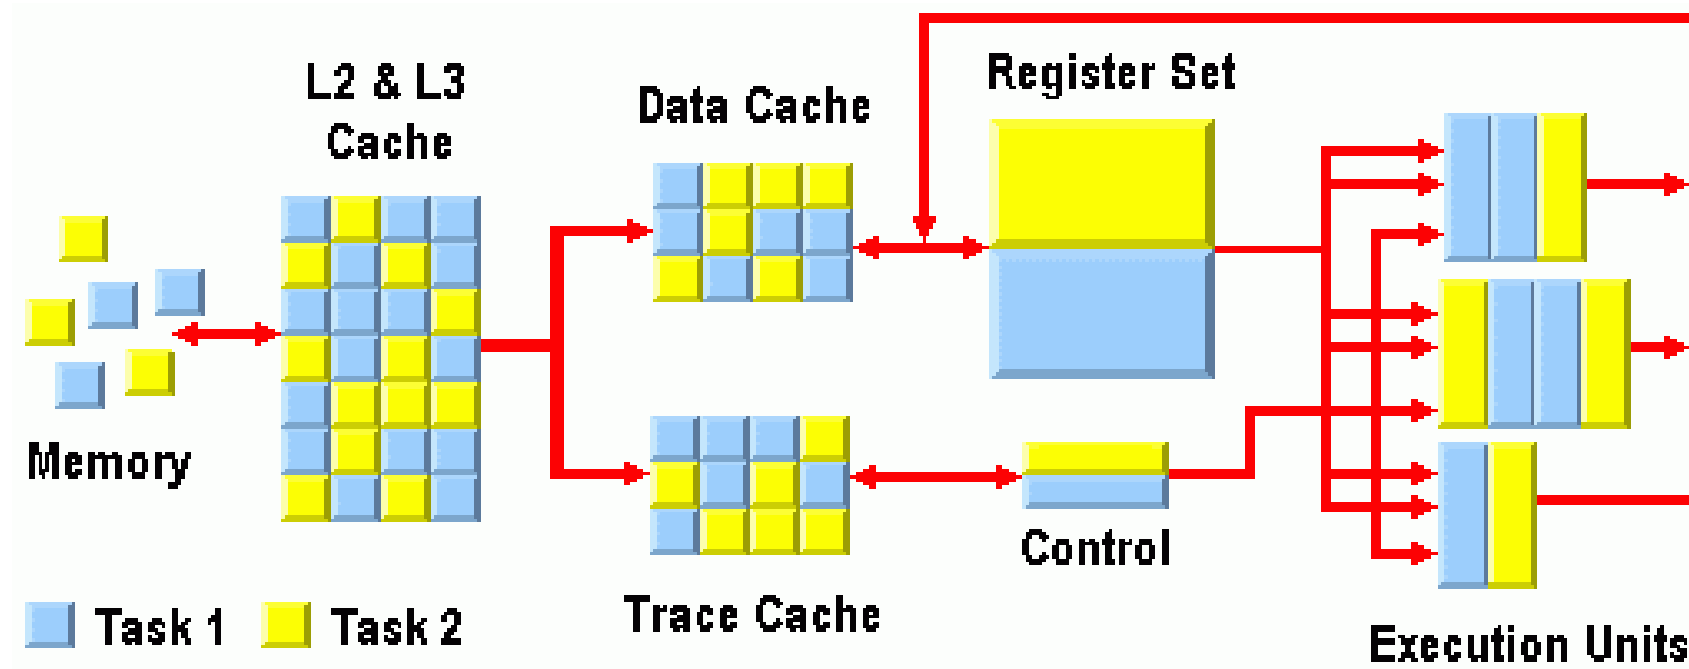 L2 & L3
Cache
Data Cache
Register Set
Memory
Trace Cache
Control
Execution Units
Task 1
Task 2